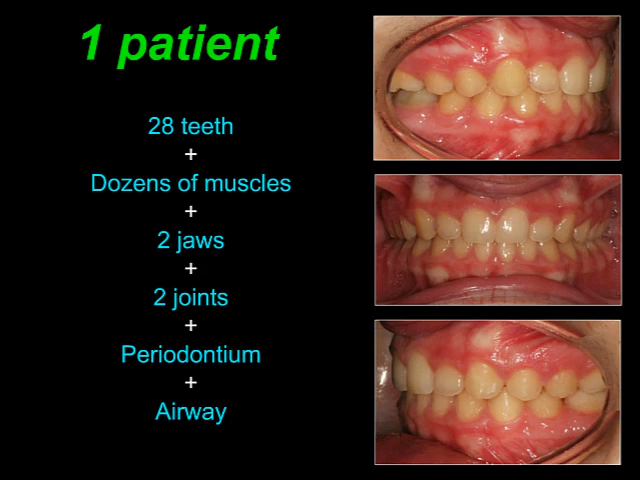 1 patient
28 teeth
+
Dozens of muscles
+
2 jaws
+
2 joints
+
Periodontium
+
Airway